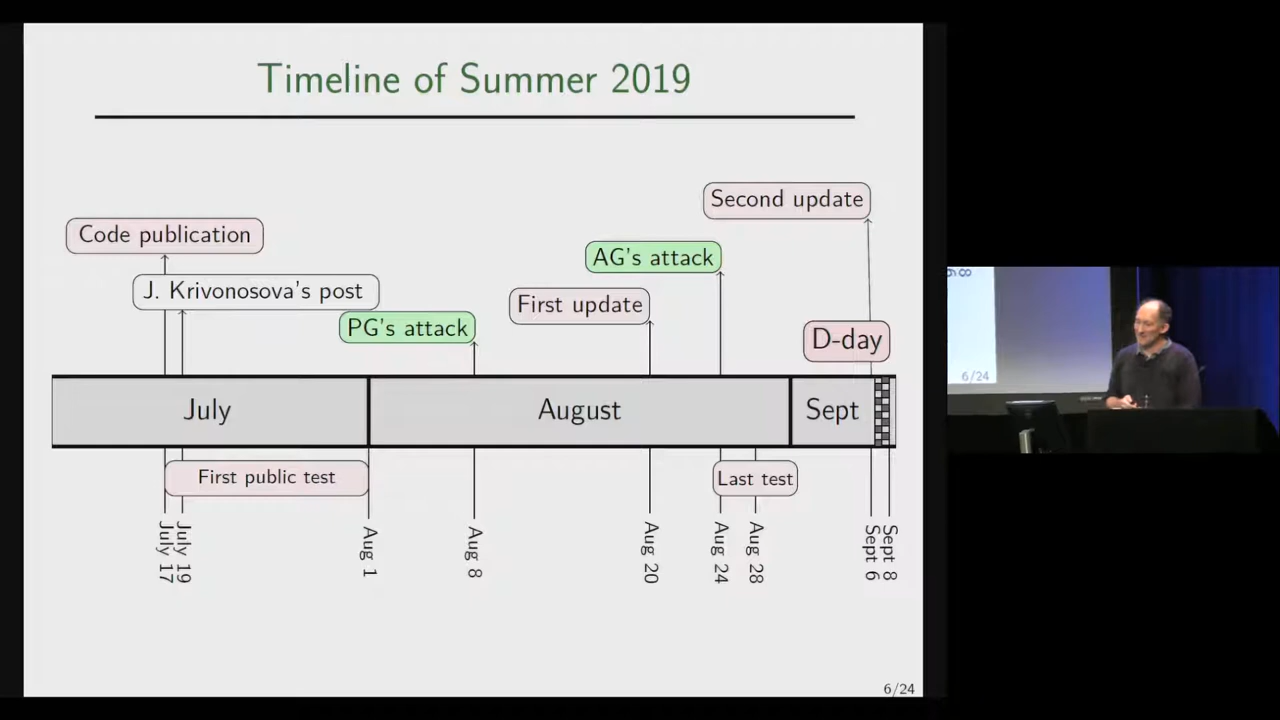 Timeline of Summer 2019
Second update
Code publication
AG's attack
J. Krivonosova's post
First update
PG's attack
D-day
July
August
Sept
First public test
Last test
July 17
July 19
Aug 1
Aug 8
Aug 20
Aug 24
Aug 28
Sept 6
Sept 8
6/24
6/24